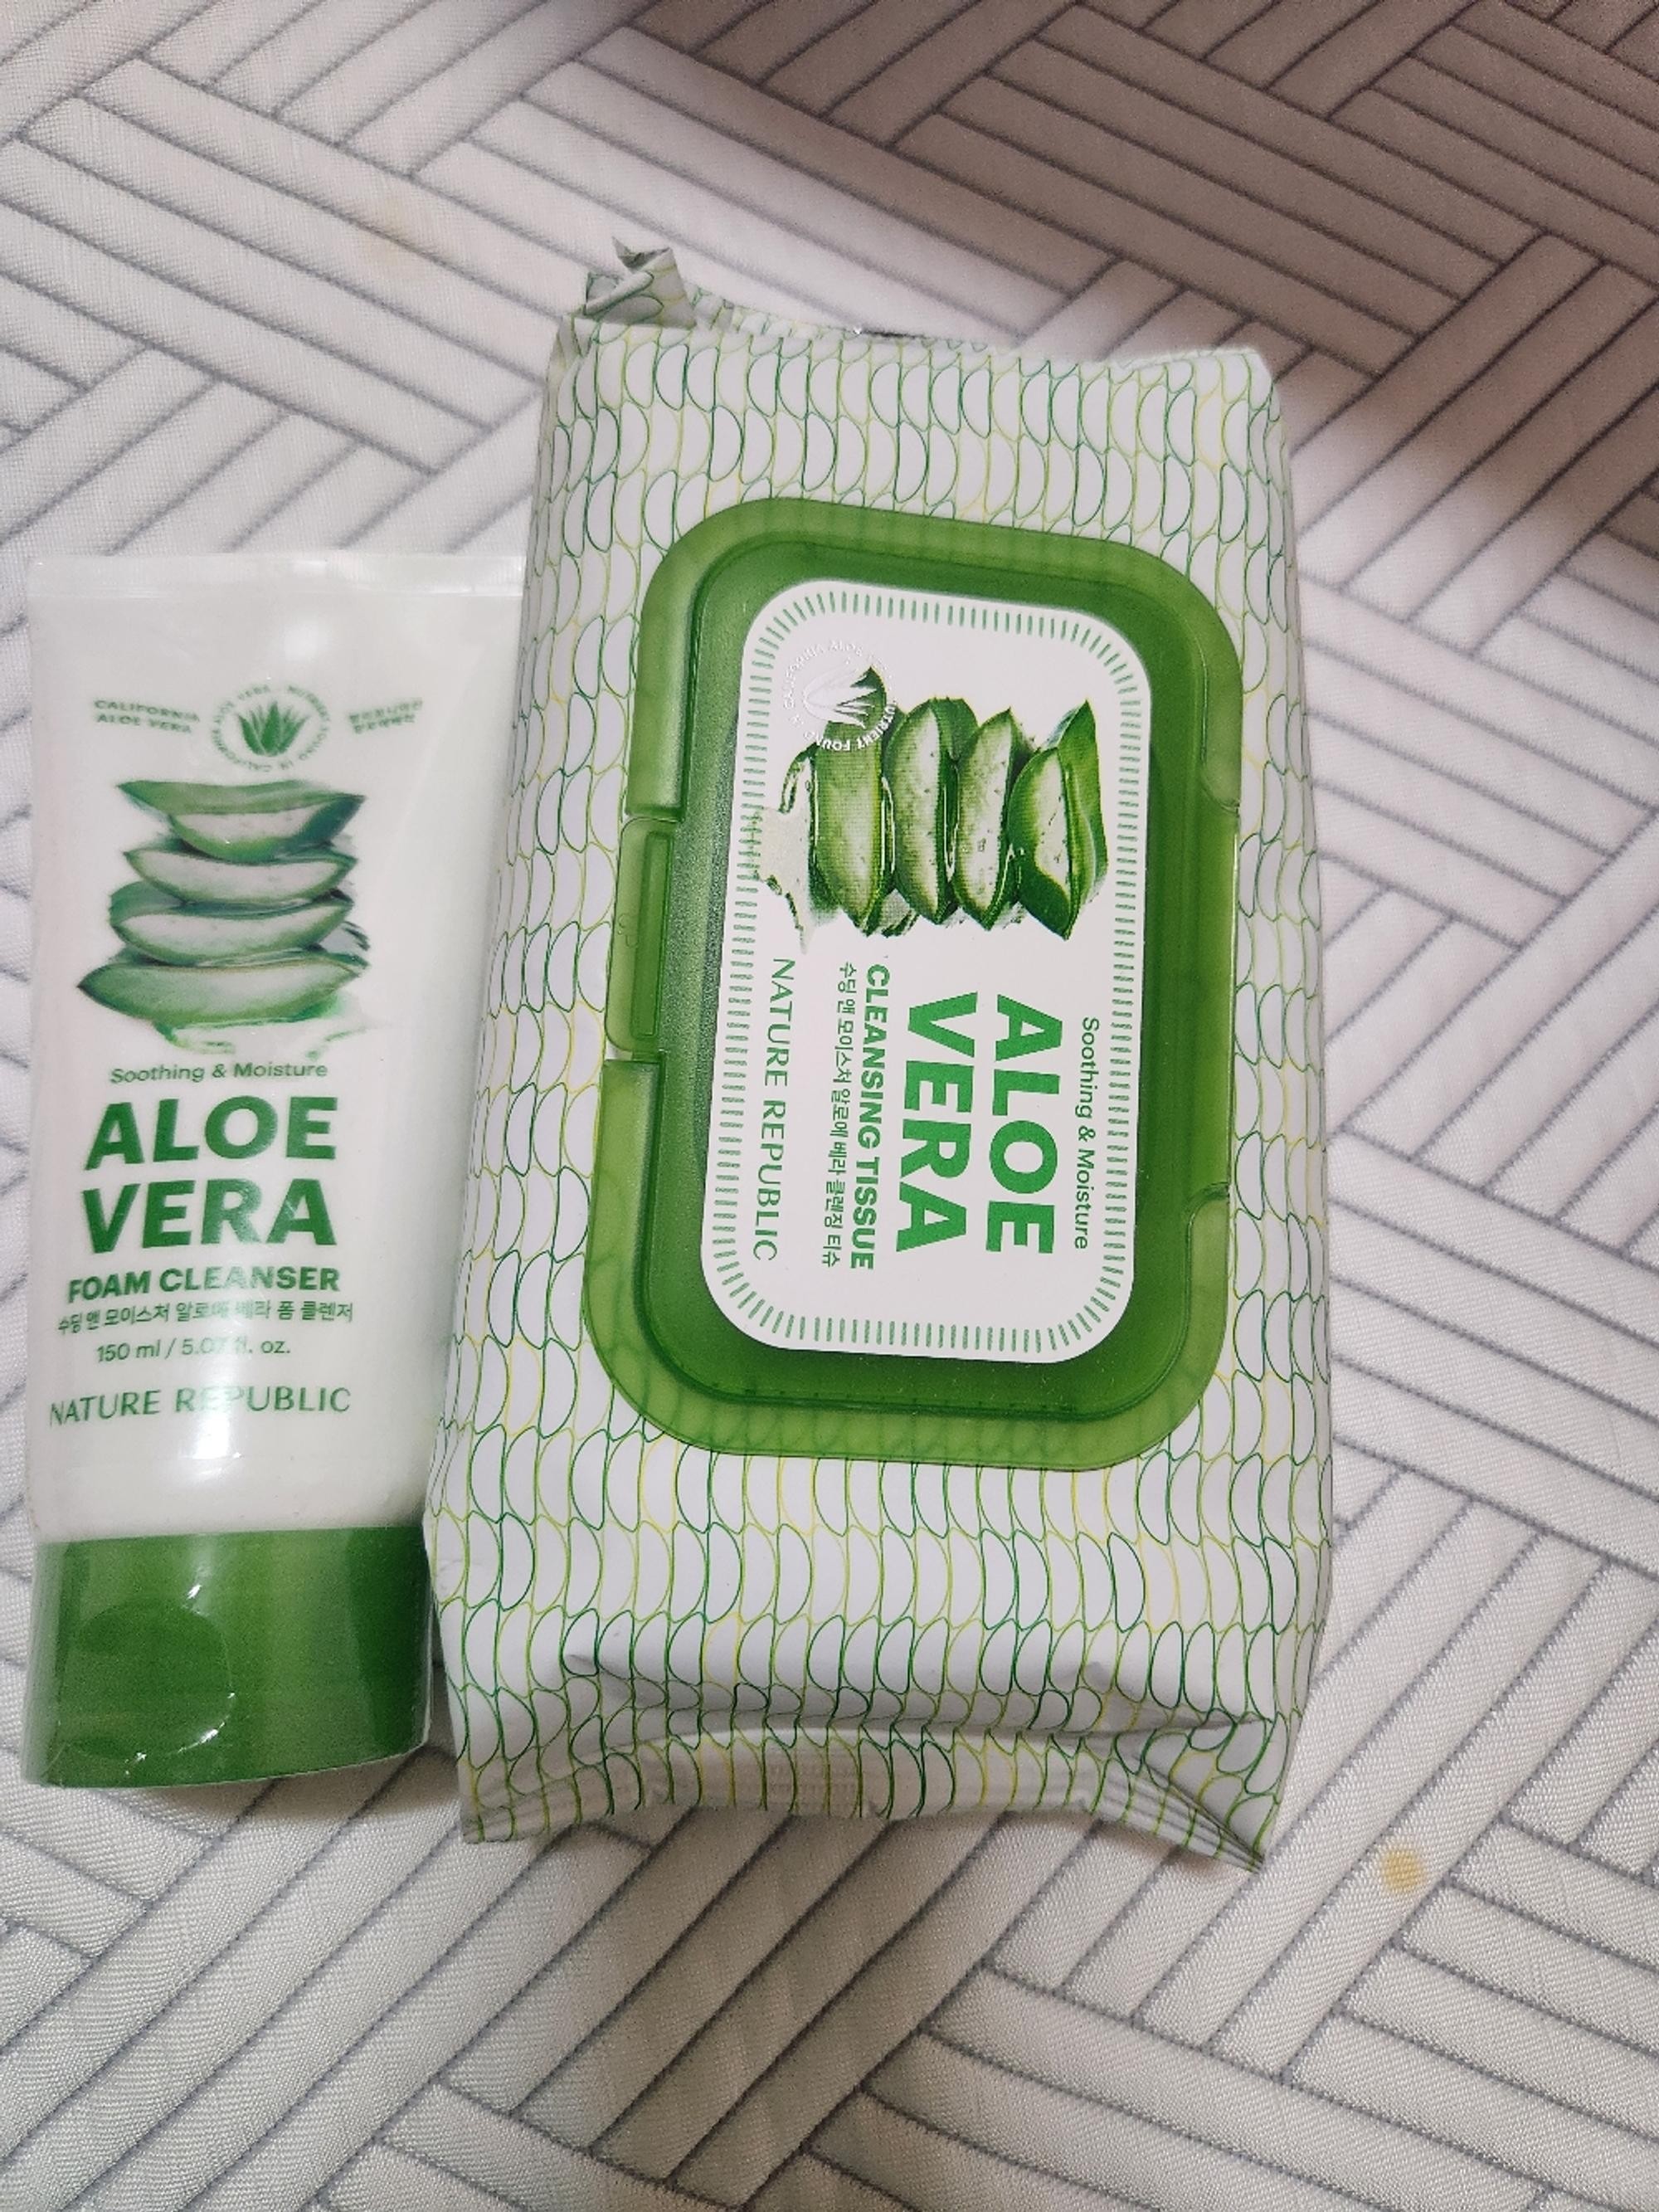 CALIFORNIA
ALOE VERA
Soothing & Moisture
ALOE
VERA
FOAM CLEANSER
수딩 앤 모이스처 알로에 베라 폼 클렌저
150 ml / 5.07 fl. oz.
NATURE REPUBLIC
Soothing & Moisture
ALOE
VERA
CLEANSING TISSUE
수딩 앤 모이스처 알로에 베라 클렌징 티슈
NATURE REPUBLIC